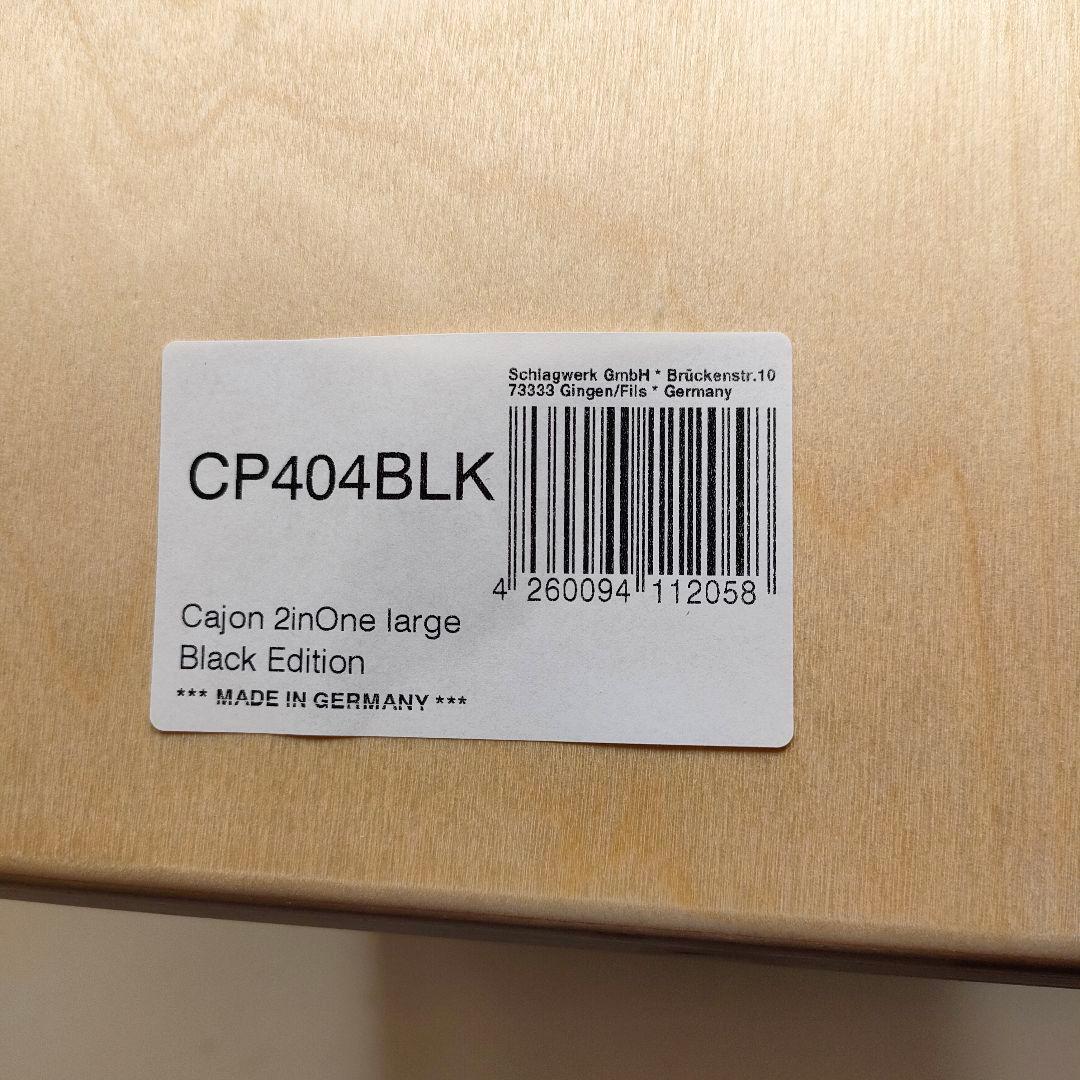 Schlagwerk GmbH * Brückenstr.10
73333 Gingen/Fils * Germany
CP404BLK
4 260094 112058
Cajon 2inOne large
Black Edition
*** MADE IN GERMANY ***